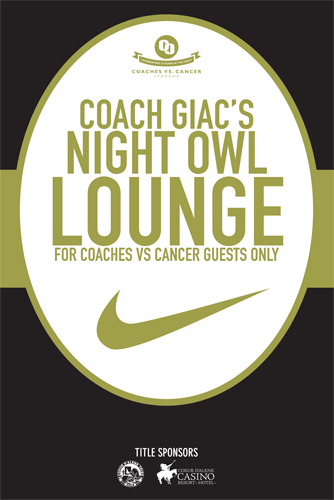 COACHES VS. CANCER
SPOKANE
COACH GIAC'S
NIGHT OWL
LOUNGE
FOR COACHES VS CANCER GUESTS ONLY
TITLE SPONSORS
COEUR D'ALENE
CASINO
RESORT • HOTEL